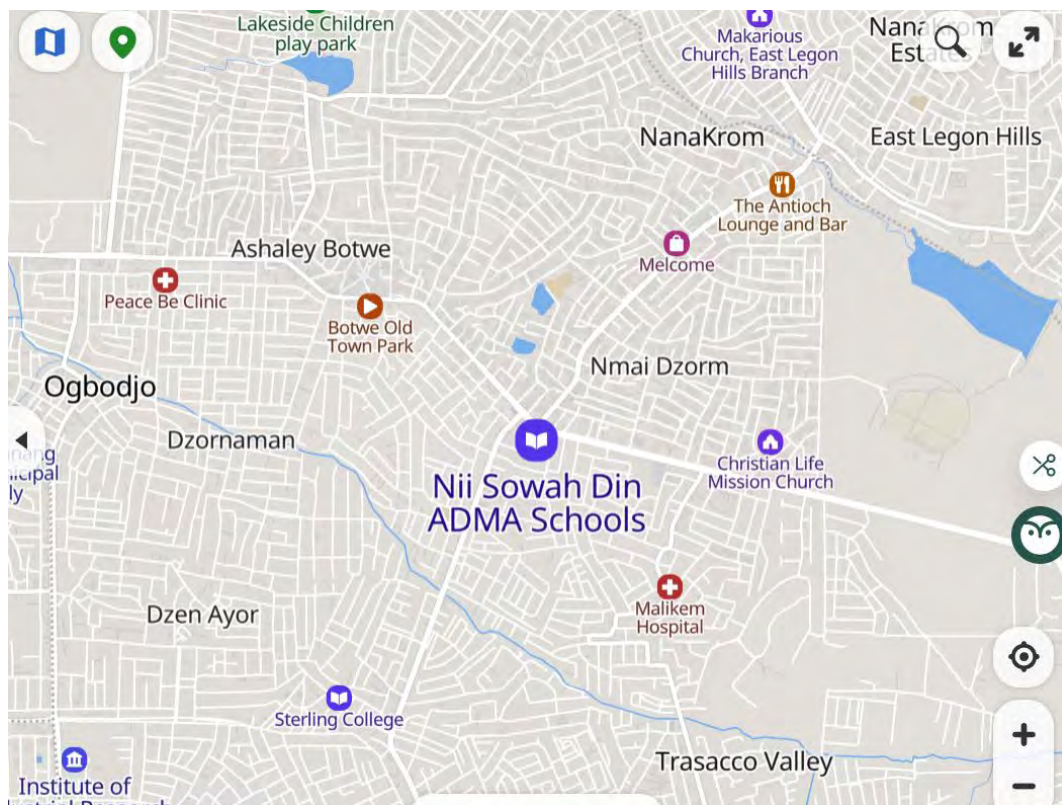 Lakeside Children
play park
Makarious
Church, East Legon
Hills Branch
NanaKrom
NanaKrom
East Legon Hills
The Antioch
Lounge and Bar
Ashaley Botwe
Melcome
Peace Be Clinic
Botwe Old
Town Park
Nmai Dzorm
Ogbodjo
Dzornaman
Christian Life
Mission Church
Nii Sowah Din
ADMA Schools
Dzen Ayor
Malikem
Hospital
Sterling College
Trasacco Valley
Institute of